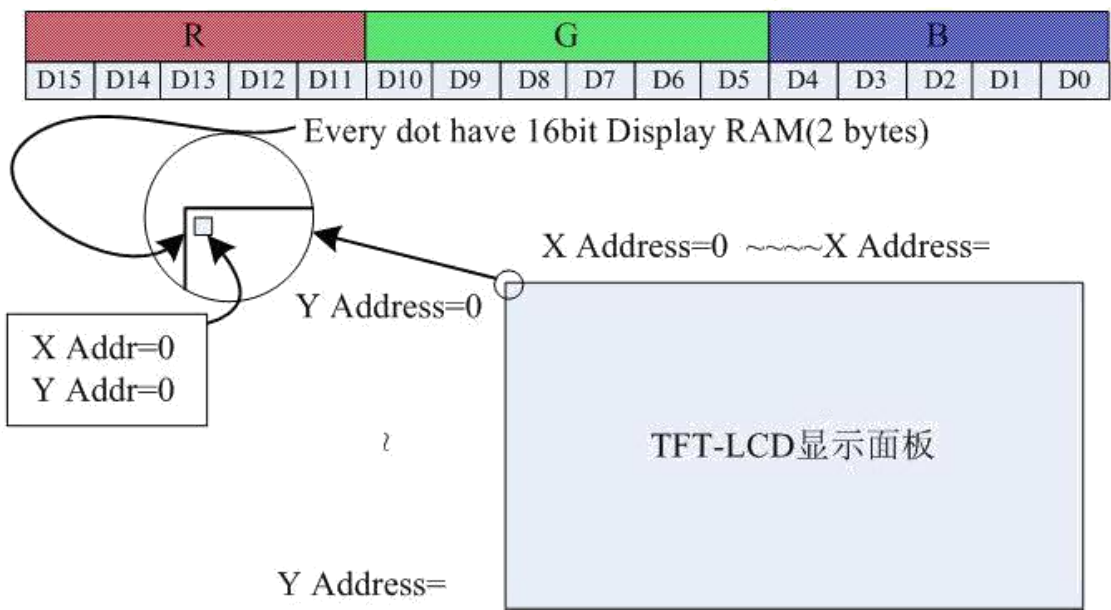 R G B
D15 D14 D13 D12 D11 D10 D9 D8 D7 D6 D5 D4 D3 D2 D1 D0
Every dot have 16bit Display RAM(2 bytes)
X Address=0 ~~~~X Address=
Y Address=0
X Addr=0
Y Addr=0
~
TFT-LCD显示面板
Y Address=